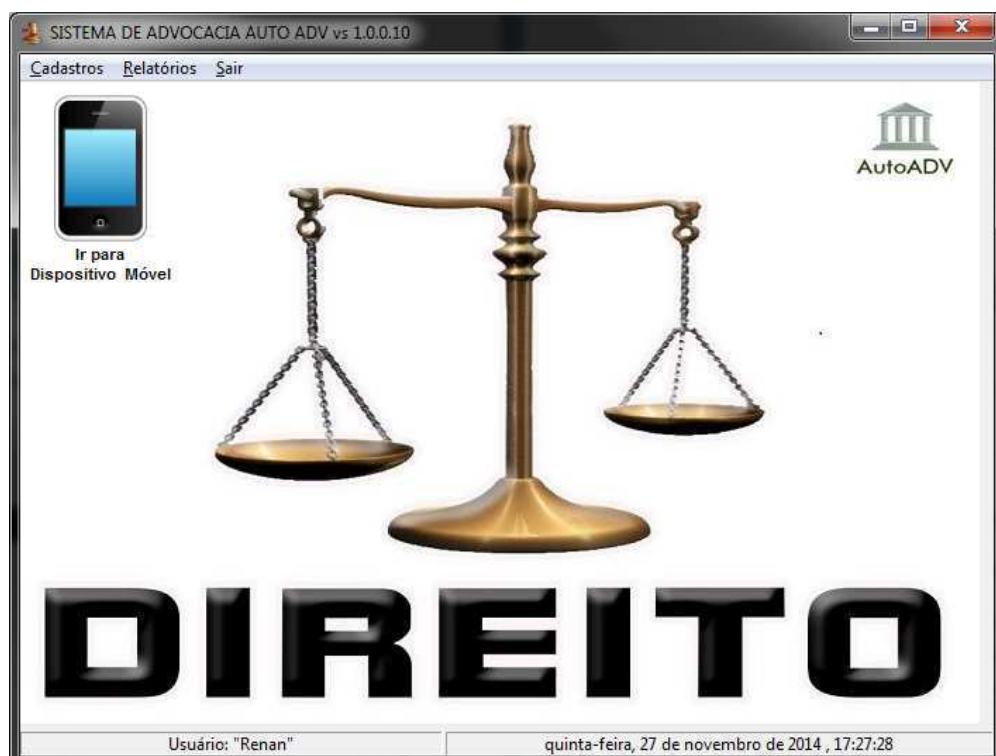 SISTEMA DE ADVOCACIA AUTO ADV vs 1.0.0.10
Cadastros Relatórios Sair
AutoADV
Ir para
Dispositivo Móvel
DIREITO
Usuário: "Renan" quinta-feira, 27 de novembro de 2014 , 17:27:28